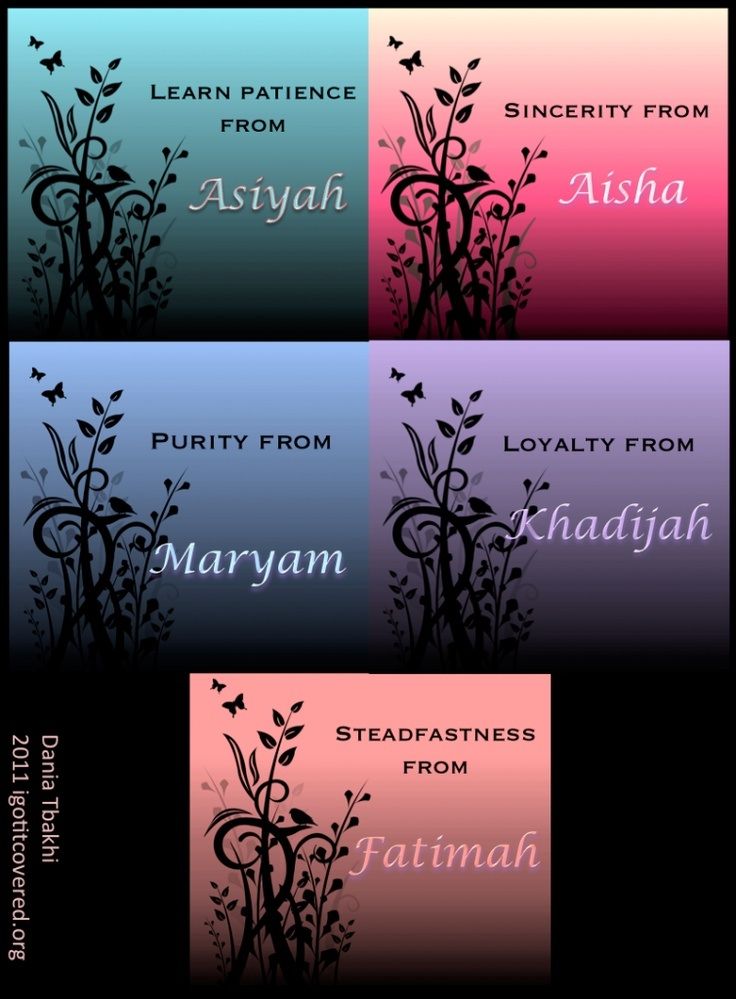 LEARN PATIENCE
FROM
Asiyah
SINCERITY FROM
Aisha
PURITY FROM
Maryam
LOYALTY FROM
Khadijah
STEADFASTNESS
FROM
Fatimah
Dania Tbakhi
2011 igotitcovered.org